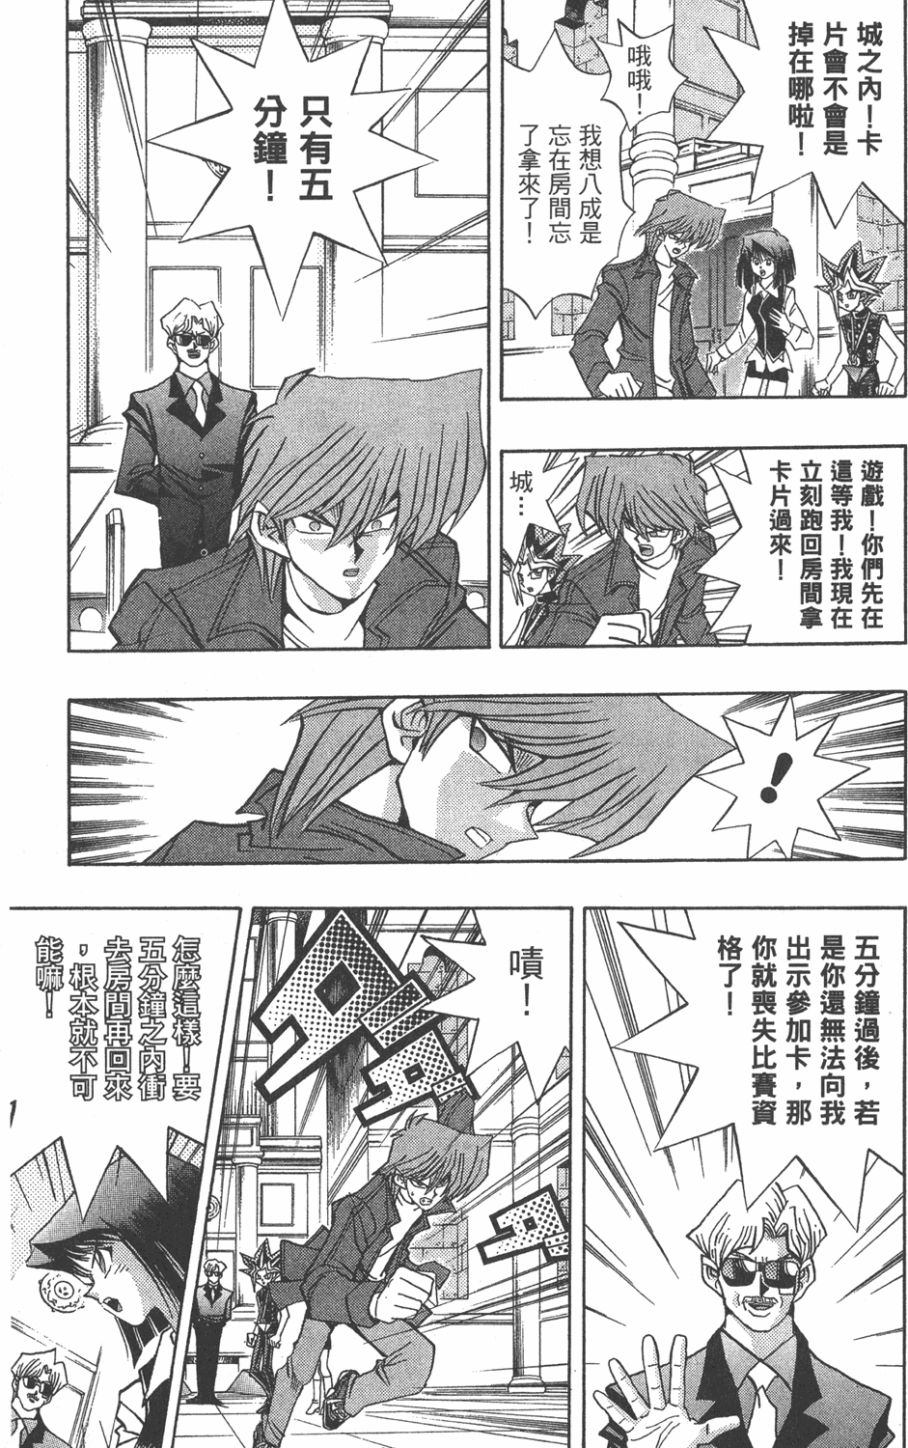 城之內！卡
片會不會是
掉在哪啦！
哦哦！
我想八成是
忘在房間忘
了拿來了！
只有五
分鐘！
遊戲！你們先在
這等我！我現在
立刻跑回房間拿
卡片過來！
城…
！
五分鐘過後，若
是你還無法向我
出示參加卡，那
你就喪失比賽資
格了！
嘖！
ダダ
ダ
怎麼這樣！要
五分鐘之內衝
去房間再回來
，根本就不可
能嘛！